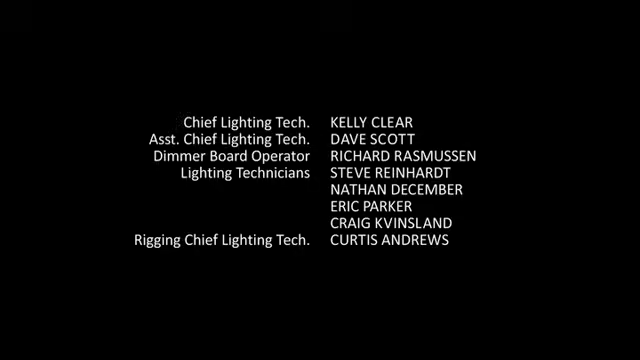 Chief Lighting Tech. KELLY CLEAR
Asst. Chief Lighting Tech. DAVE SCOTT
Dimmer Board Operator RICHARD RASMUSSEN
Lighting Technicians STEVE REINHARDT
NATHAN DECEMBER
ERIC PARKER
CRAIG KVINSLAND
Rigging Chief Lighting Tech. CURTIS ANDREWS